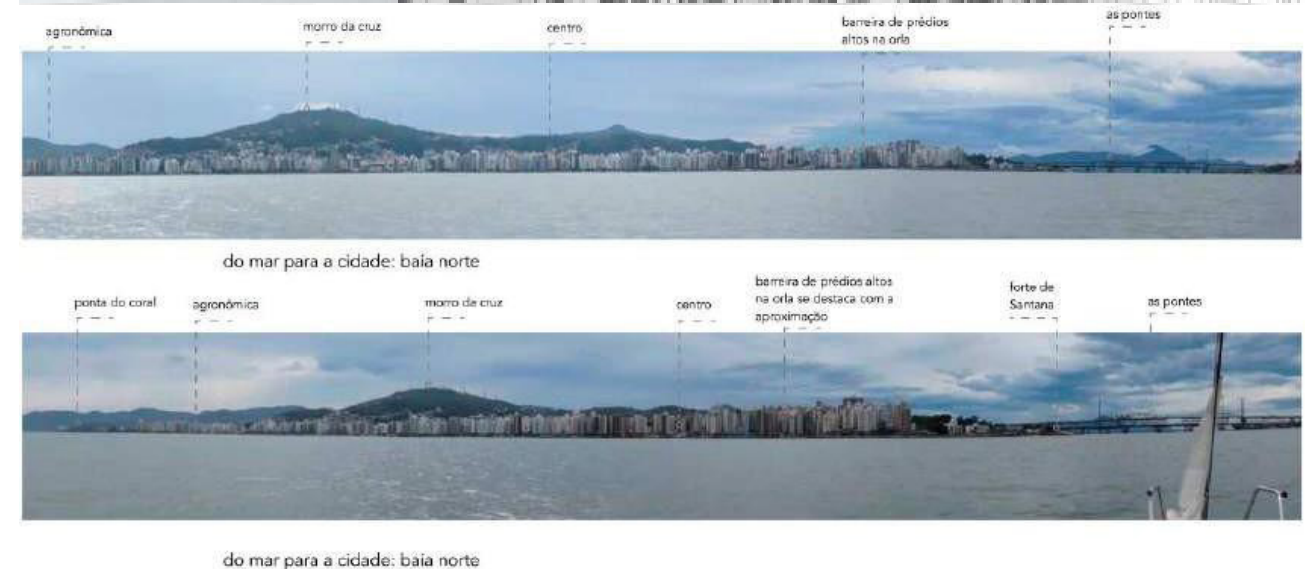 agronômica
morro da cruz
centro
barreira de prédios
altos na orla
as pontes
do mar para a cidade: baía norte
ponta do coral
agronômica
morro da cruz
centro
barreira de prédios altos
na orla se destaca com a
aproximação
forte de
Santana
as pontes
do mar para a cidade: baía norte